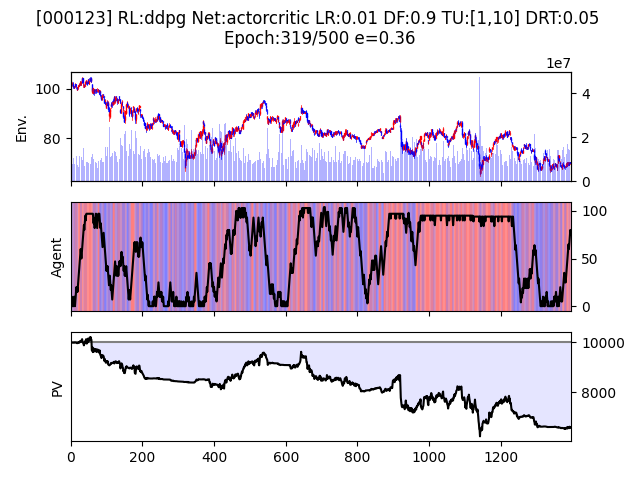 [000123] RL:ddpg Net:actorcritic LR:0.01 DF:0.9 TU:[1,10] DRT:0.05
Epoch:319/500 e=0.36
1e7
Env.
100
80
4
2
0
Agent
100
50
0
PV
10000
8000
0
200
400
600
800
1000
1200